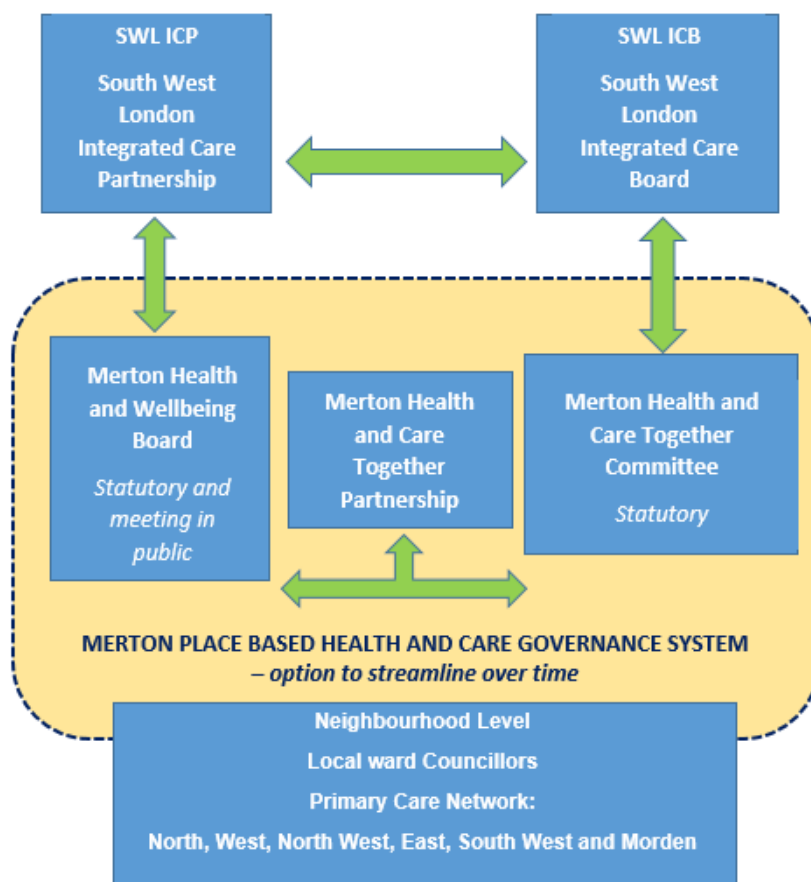 SWL ICP
South West
London
Integrated Care
Partnership
SWL ICB
South West
London
Integrated Care
Board
Merton Health
and Wellbeing
Board
Statutory and
meeting in
public
Merton Health
and Care
Together
Partnership
Merton Health and
Care Together
Committee
Statutory
MERTON PLACE BASED HEALTH AND CARE GOVERNANCE SYSTEM
– option to streamline over time
Neighbourhood Level
Local ward Councillors
Primary Care Network:
North, West, North West, East, South West and Morden